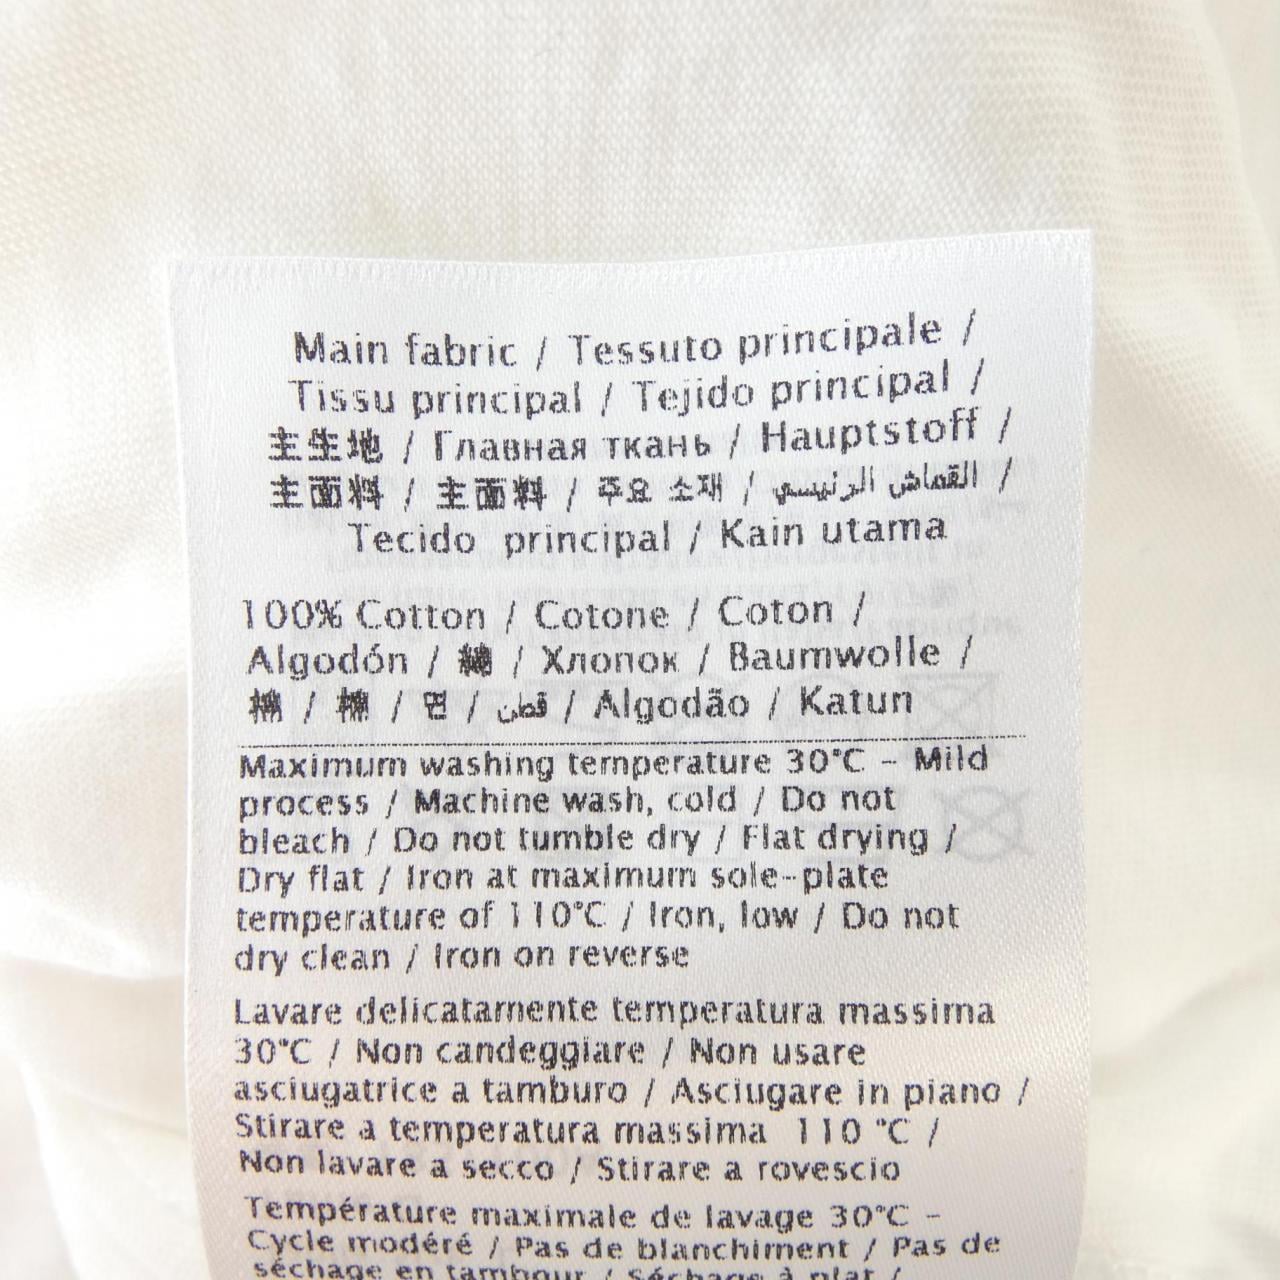 Main fabric / Tessuto principale /
Tissu principal / Tejido principal /
主生地 / Главная ткань / Hauptstoff /
主面料 / 主面料 / 주요 소재 / القماش الرئيسي /
Tecido principal / Kain utama
100% Cotton / Cotone / Coton /
Algodón / 綿 / Хлопок / Baumwolle /
棉 / 棉 / 면 / قطن / Algodão / Katun
Maximum washing temperature 30°C - Mild
process / Machine wash, cold / Do not
bleach / Do not tumble dry / Flat drying /
Dry flat / Iron at maximum sole-plate
temperature of 110°C / Iron, low / Do not
dry clean / Iron on reverse
Lavare delicatamente temperatura massima
30°C / Non candeggiare / Non usare
asciugatrice a tamburo / Asciugare in piano /
Stirare a temperatura massima 110 °C /
Non lavare a secco / Stirare a rovescio
Température maximale de lavage 30°C -
Cycle modéré / Pas de blanchiment / Pas de
séchage en tambour / Séchage à plat /